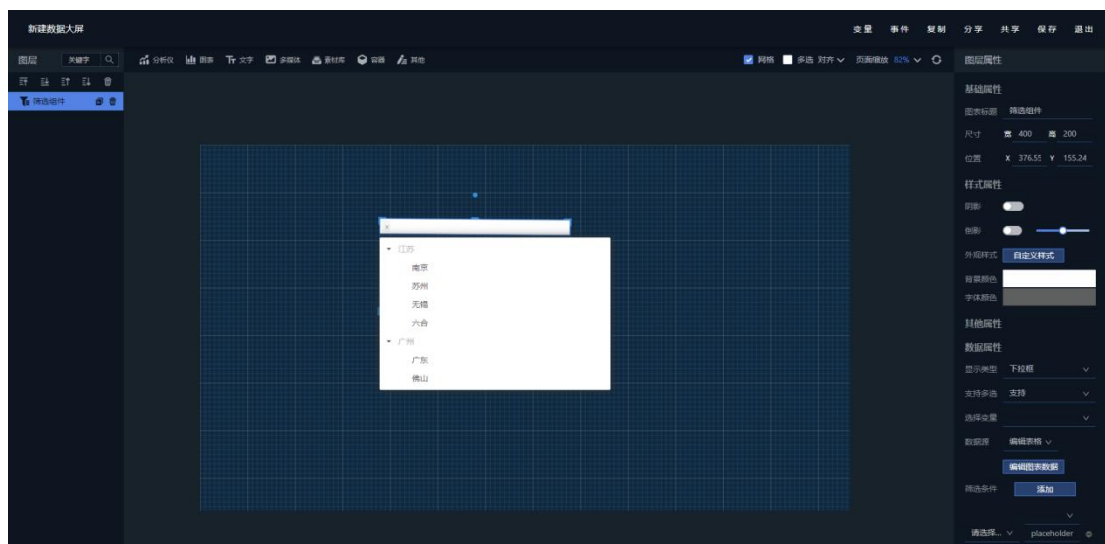 新建数据大屏
变量 事件 复制 分享 共享 保存 退出
图层 关键字
分析仪 图表 Tr 文字 多媒体 素材库 容器 其他
网格 多选 对齐 页面缩放 82%
图层属性
筛选组件
×
江苏
南京
苏州
无锡
六合
广州
广东
佛山
基础属性
图表标题 筛选组件
尺寸 宽 400 高 200
位置 X 376.55 Y 155.24
样式属性
阴影
倒影
外观样式 自定义样式
背景颜色
字体颜色
其他属性
数据属性
显示类型 下拉框
支持多选 支持
选择变量
数据源 编辑表格
编辑图表数据
筛选条件 添加
请选择... placeholder